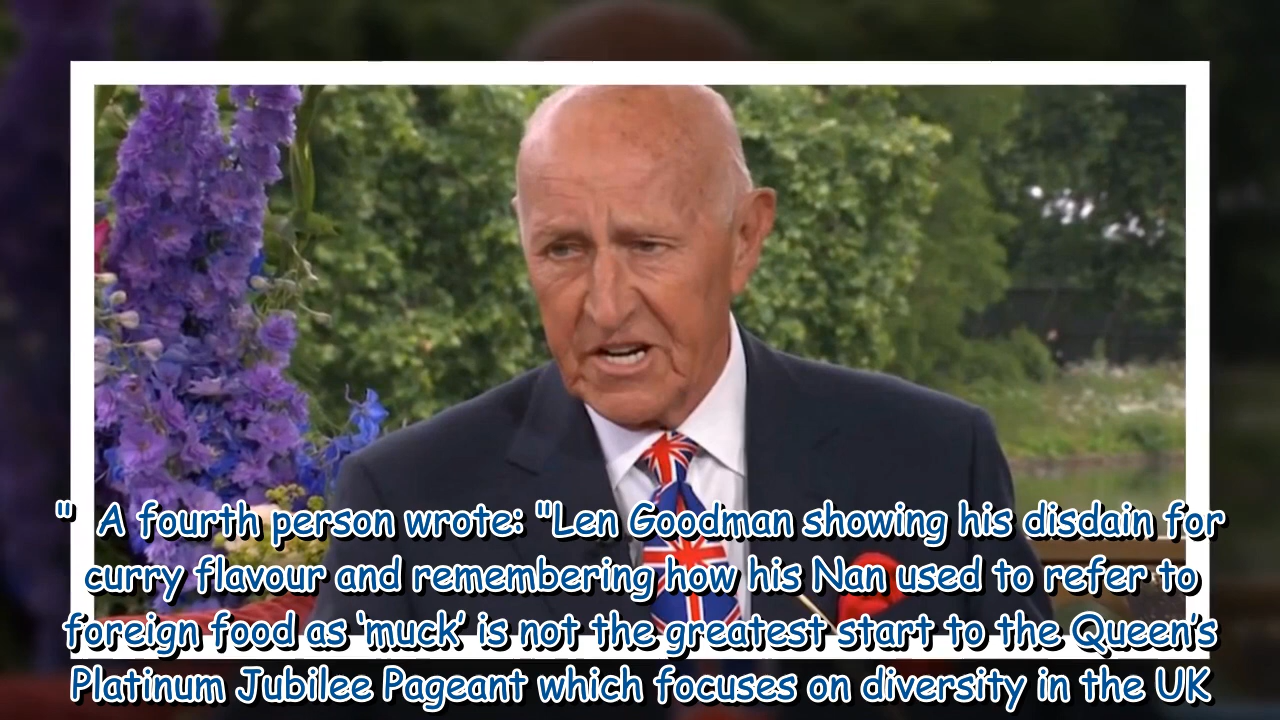 "  A fourth person wrote: "Len Goodman showing his disdain for
curry flavour and remembering how his Nan used to refer to
foreign food as ‘muck’ is not the greatest start to the Queen’s
Platinum Jubilee Pageant which focuses on diversity in the UK